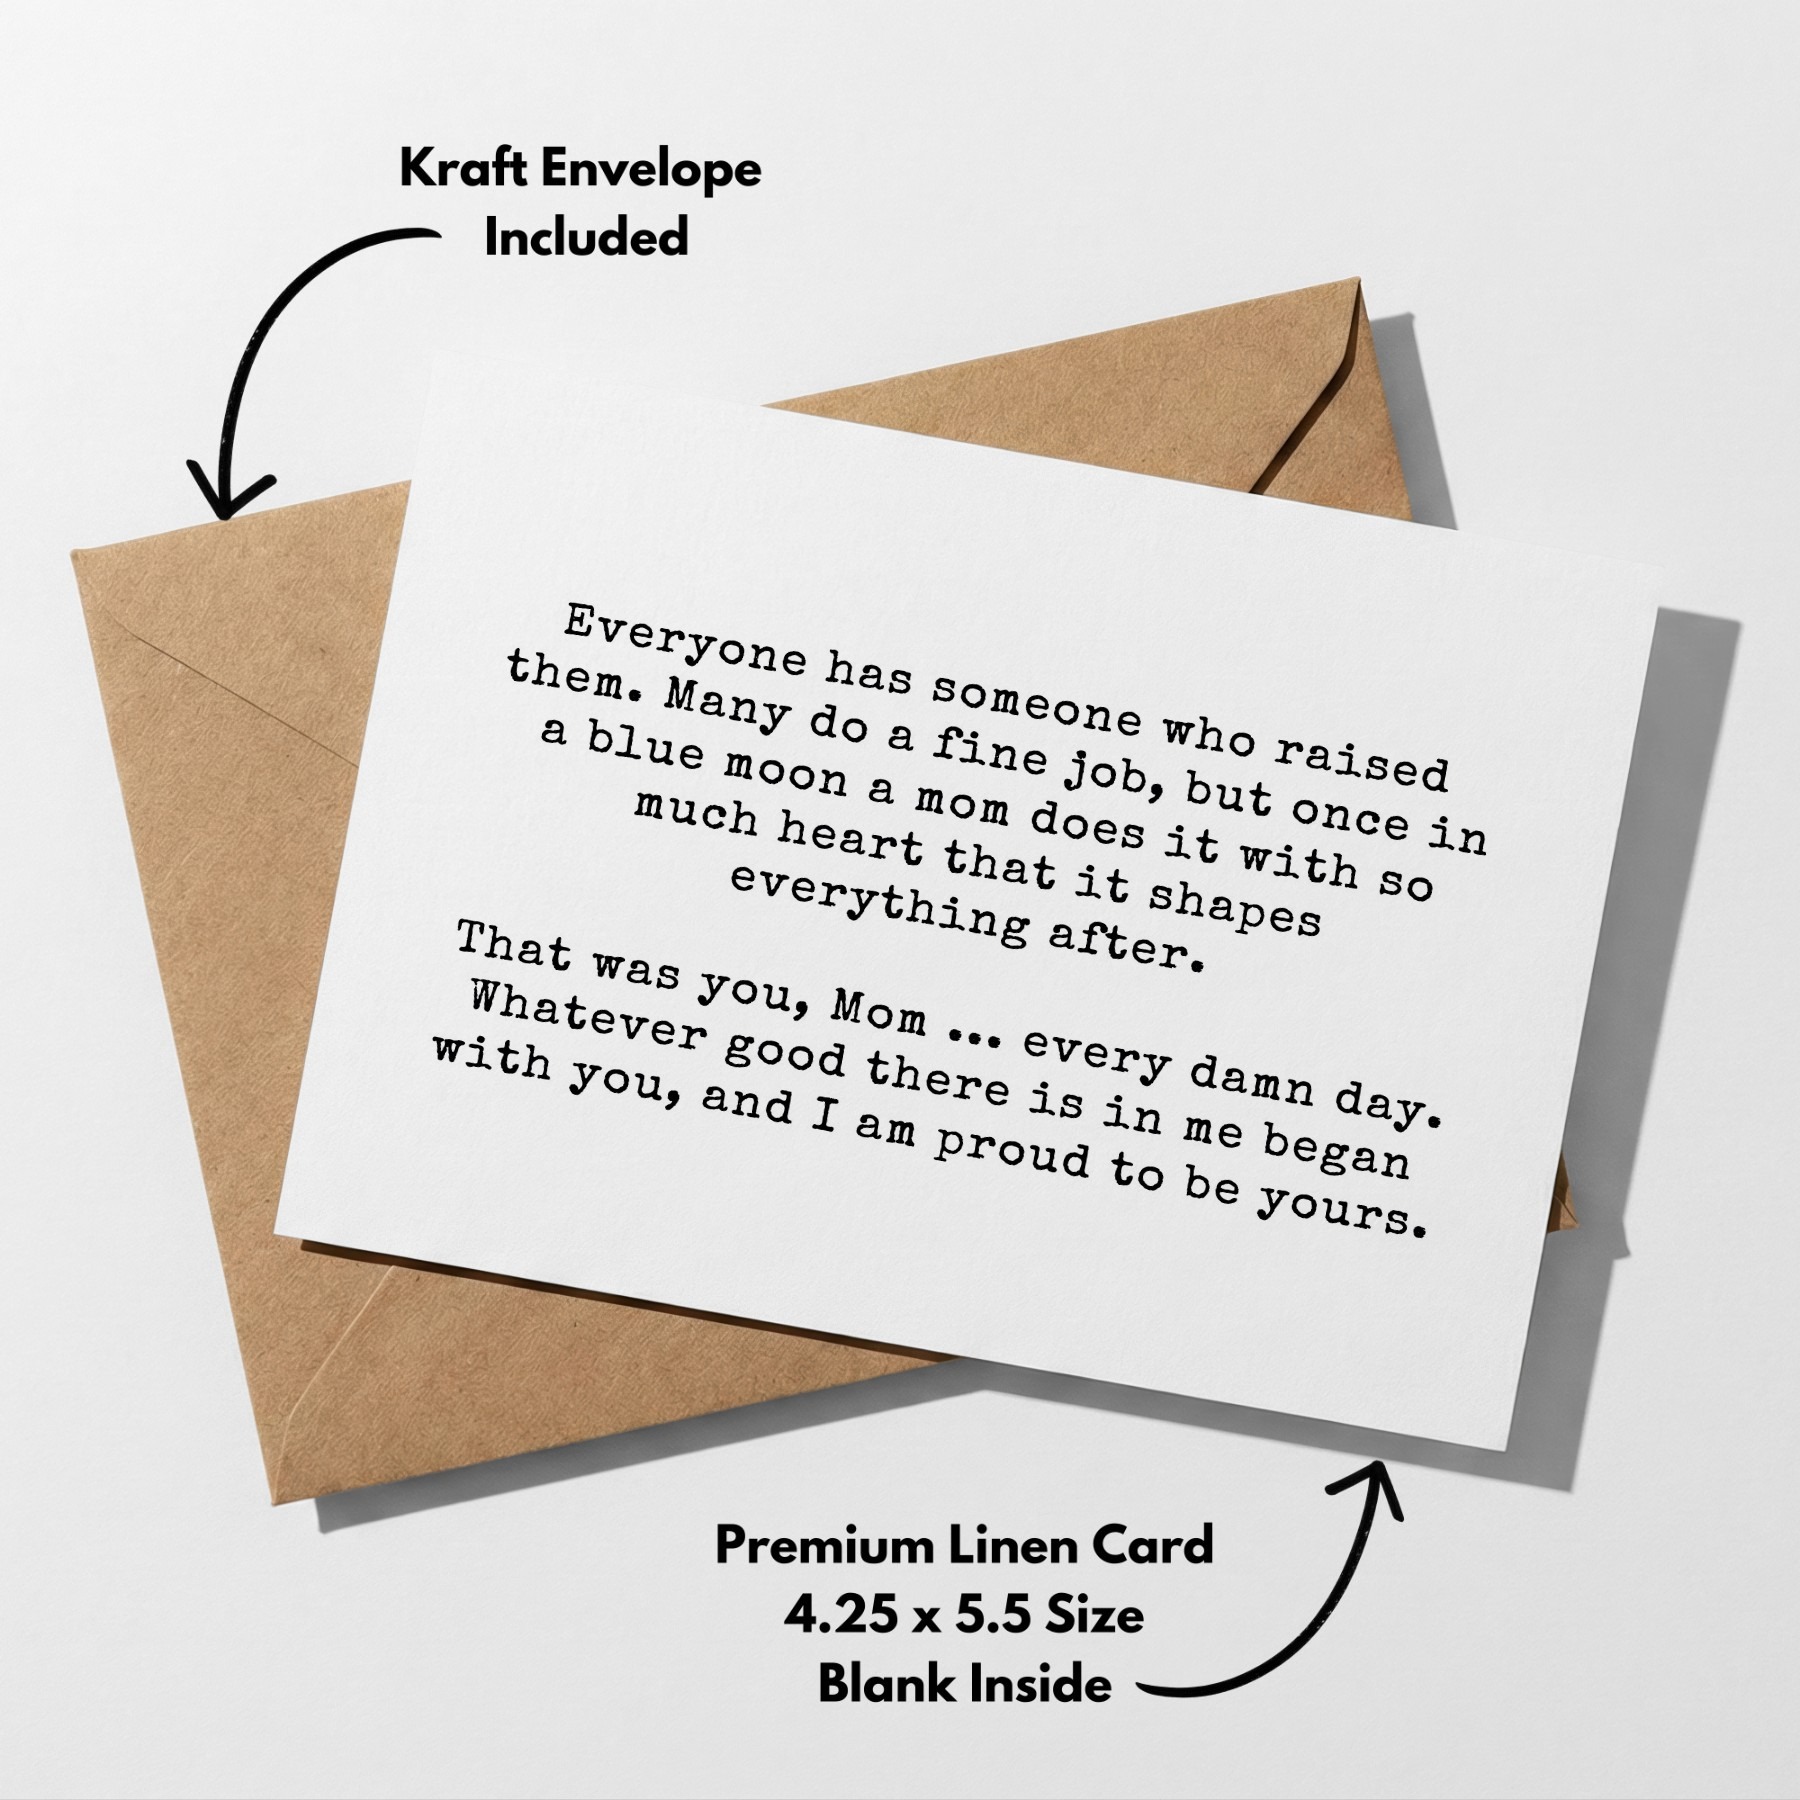 Kraft Envelope
Included
Everyone has someone who raised
them. Many do a fine job, but once in
a blue moon a mom does it with so
much heart that it shapes
everything after.
That was you, Mom ... every damn day.
Whatever good there is in me began
with you, and I am proud to be yours.
Premium Linen Card
4.25 x 5.5 Size
Blank Inside